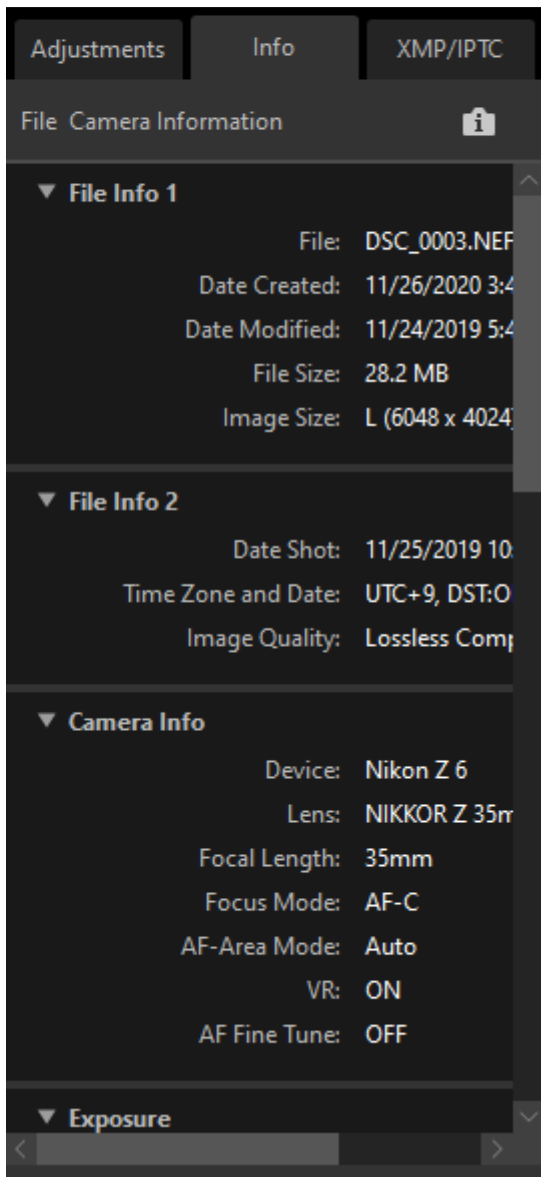 Adjustments Info XMP/IPTC
File Camera Information
File Info 1
File: DSC_0003.NEF
Date Created: 11/26/2020 3:4
Date Modified: 11/24/2019 5:4
File Size: 28.2 MB
Image Size: L (6048 x 4024)
File Info 2
Date Shot: 11/25/2019 10:
Time Zone and Date: UTC+9, DST:O
Image Quality: Lossless Comp
Camera Info
Device: Nikon Z 6
Lens: NIKKOR Z 35m
Focal Length: 35mm
Focus Mode: AF-C
AF-Area Mode: Auto
VR: ON
AF Fine Tune: OFF
Exposure